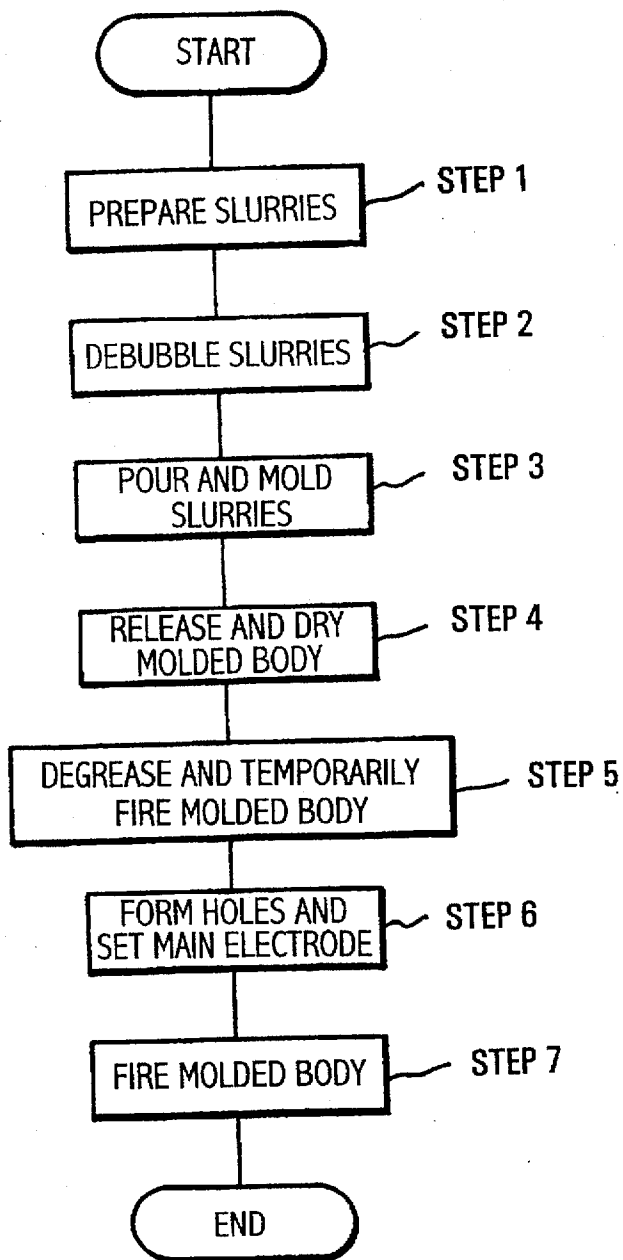 START
PREPARE SLURRIES
STEP 1
DEBUBBLE SLURRIES
STEP 2
POUR AND MOLD
SLURRIES
STEP 3
RELEASE AND DRY
MOLDED BODY
STEP 4
DEGREASE AND TEMPORARILY
FIRE MOLDED BODY
STEP 5
FORM HOLES AND
SET MAIN ELECTRODE
STEP 6
FIRE MOLDED BODY
STEP 7
END